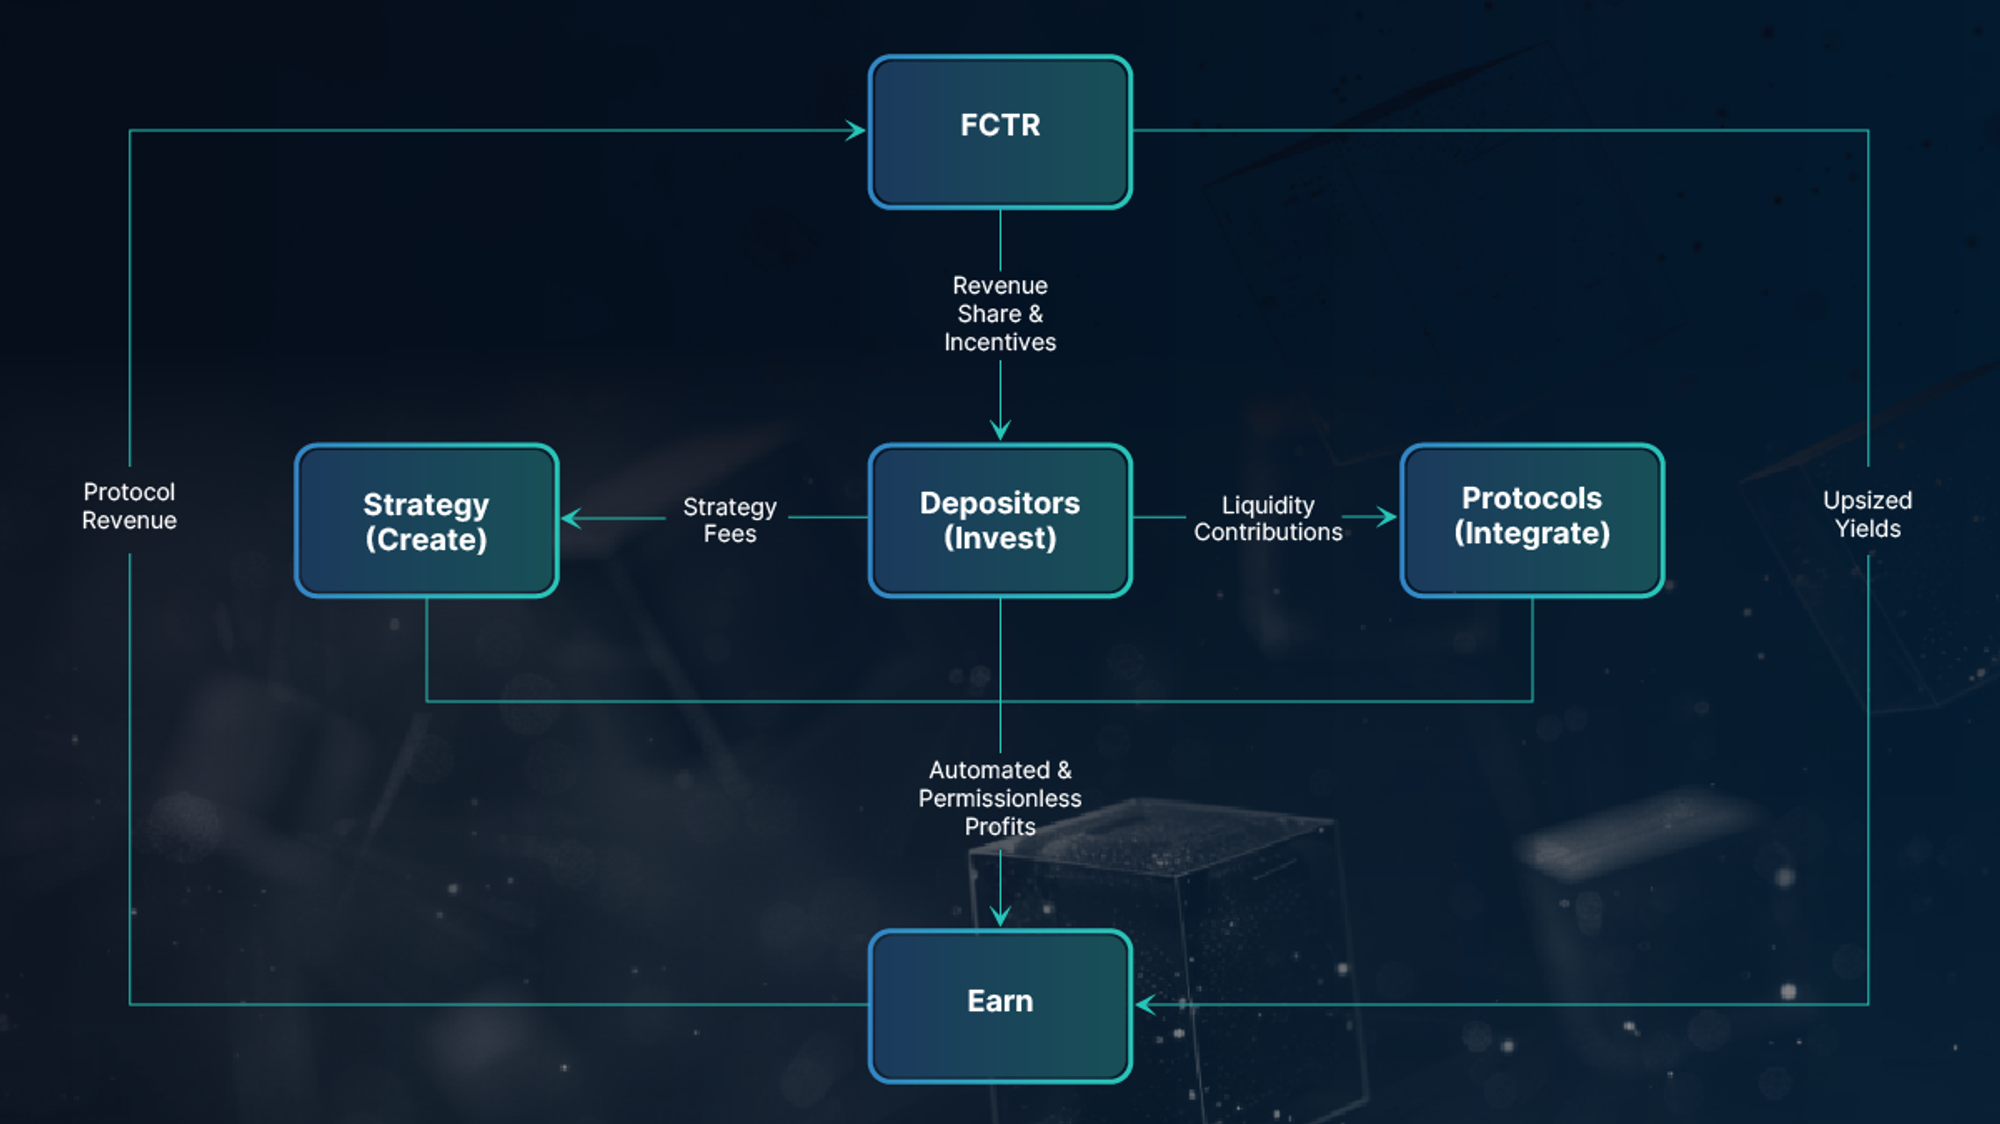 FCTR
Revenue
Share &
Incentives
Protocol
Revenue
Strategy
(Create)
Strategy
Fees
Depositors
(Invest)
Liquidity
Contributions
Protocols
(Integrate)
Upsized
Yields
Automated &
Permissionless
Profits
Earn